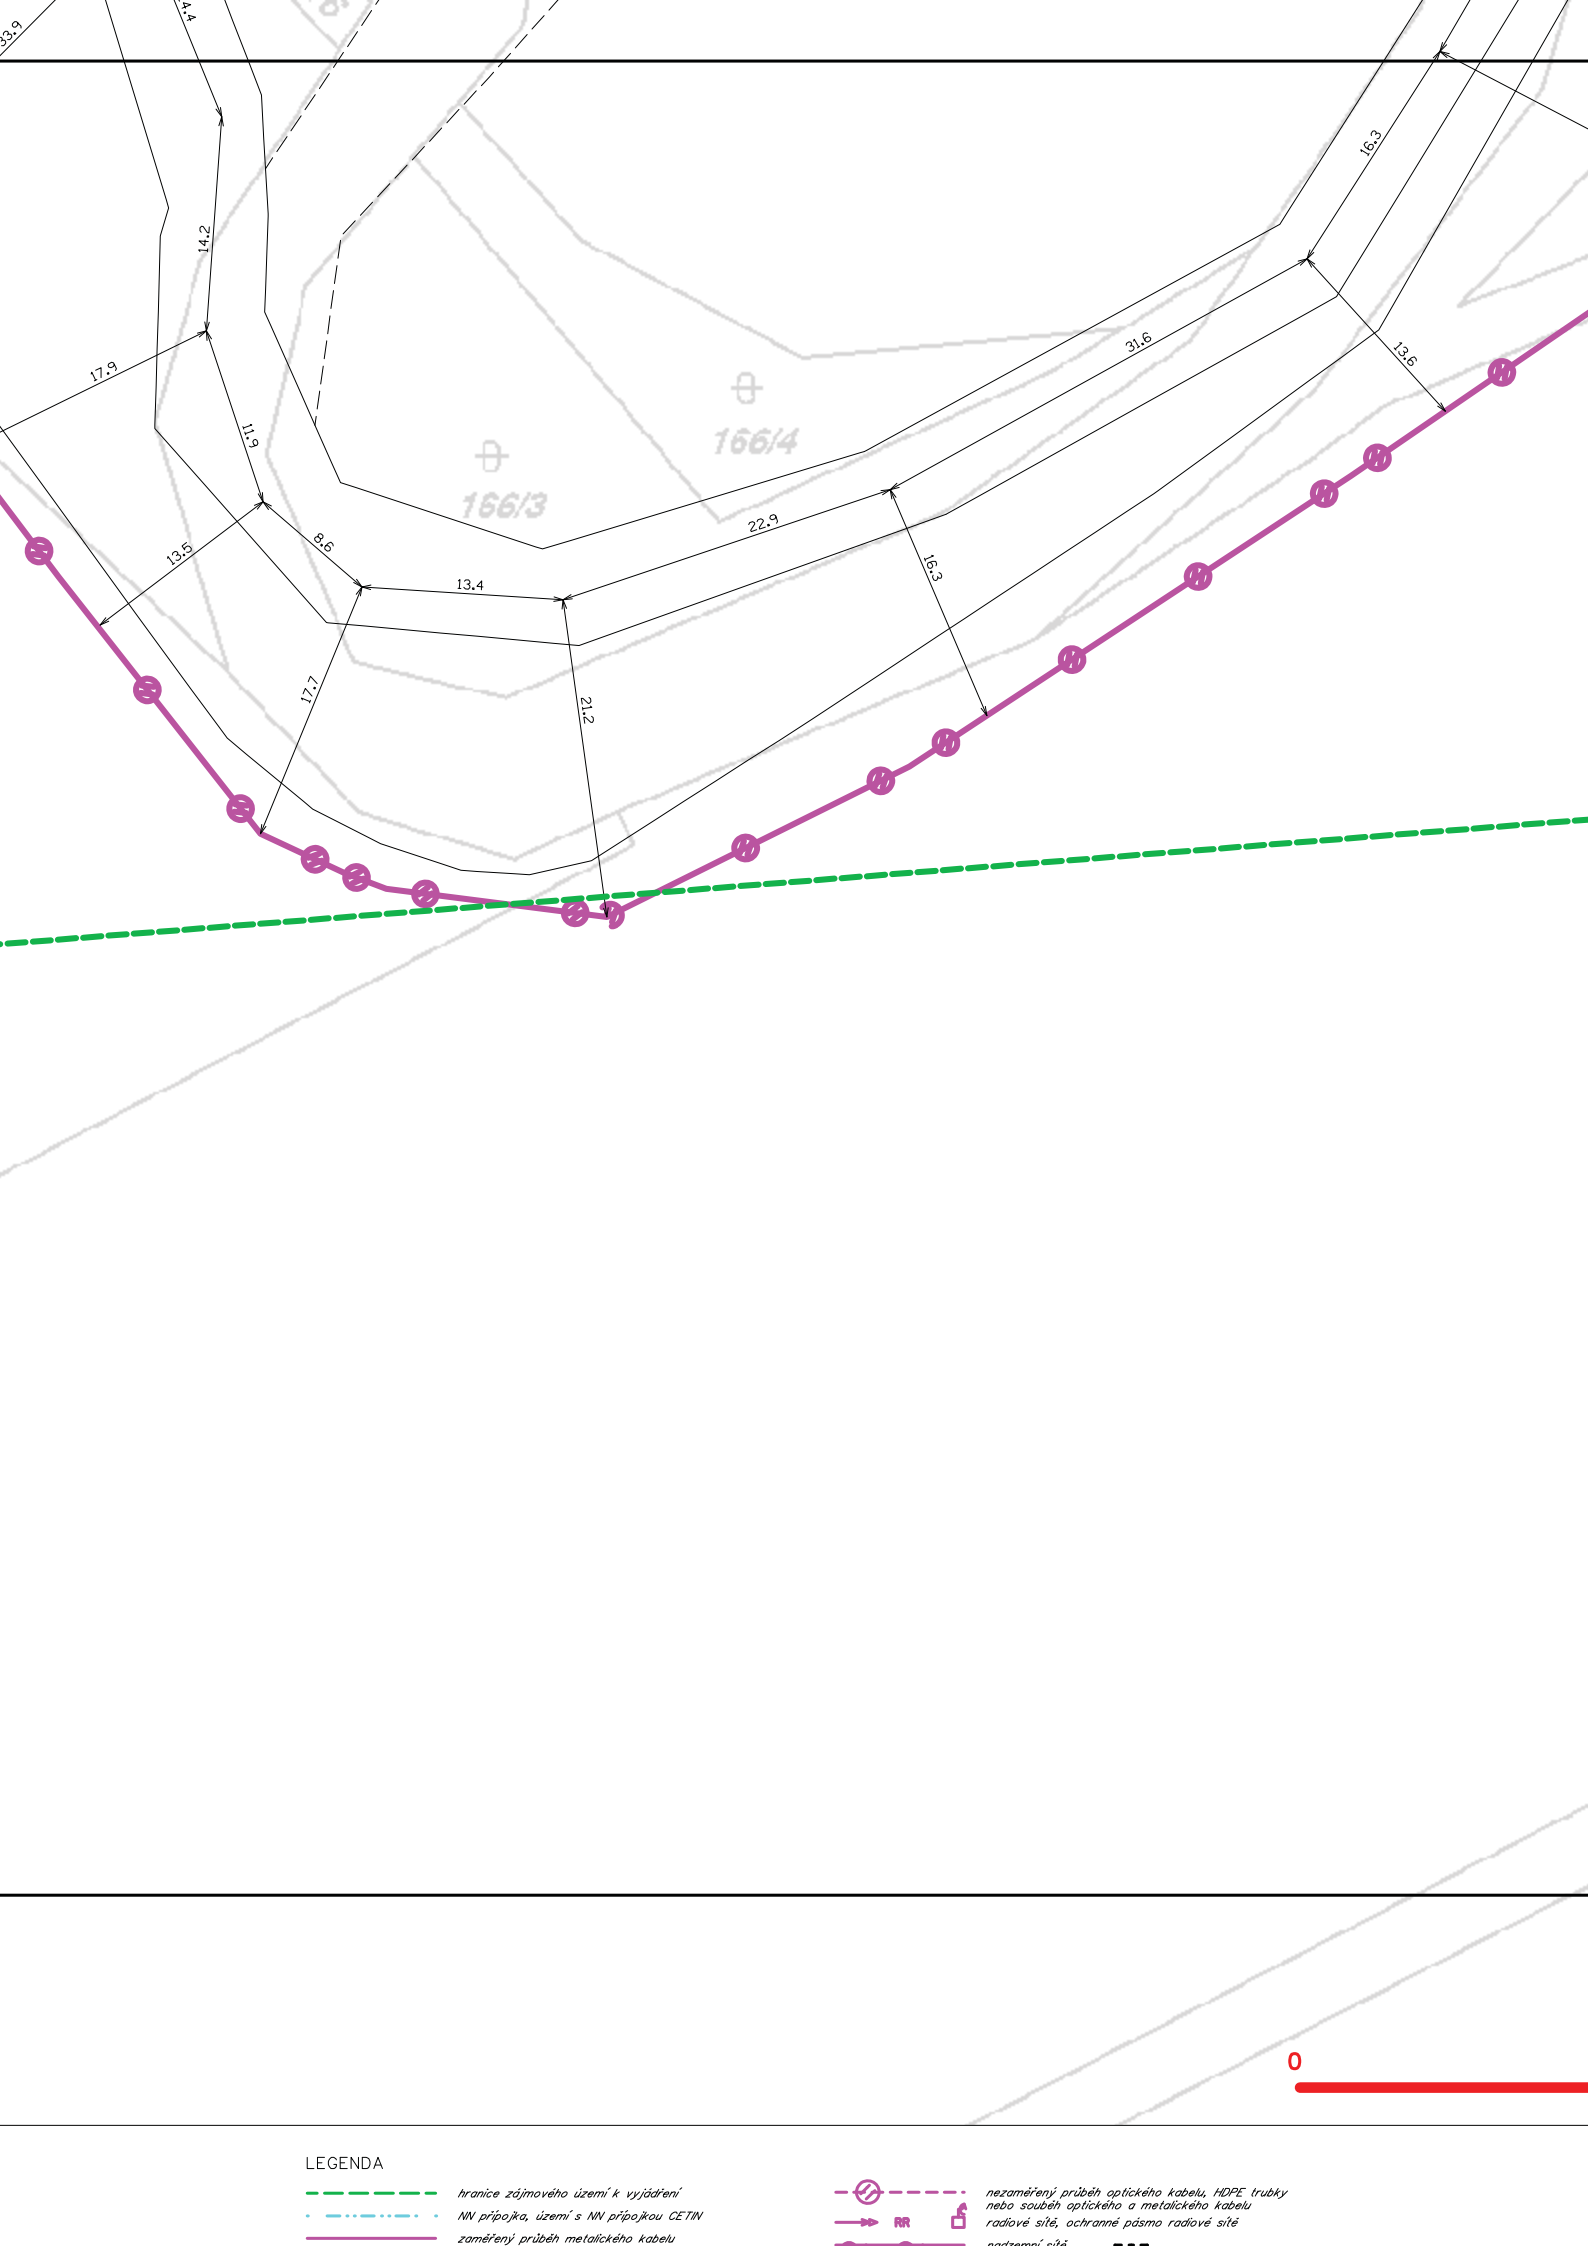 33.9
14.2
16.3
17.9
31.6
13.6
11.9
166/4
166/3
22.9
8.6
13.5
16.3
13.4
17.7
21.2
0
LEGENDA
hranice zájmového území k vyjádření
NN přípojka, území s NN přípojkou CETIN
zaměřený průběh metalického kabelu
nezaměřený průběh optického kabelu, HDPE trubky
nebo souběh optického a metalického kabelu
RR
radiové sítě, ochranné pásmo radiové sítě
nadzemní sítě